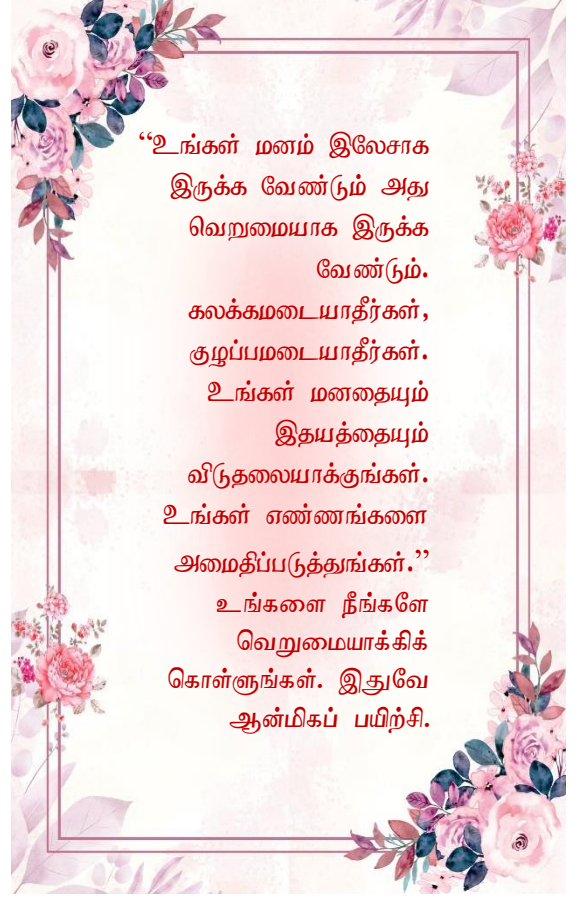 “உங்கள் மனம் இலேசாக
இருக்க வேண்டும் அது
வெறுமையாக இருக்க
வேண்டும்.
கலக்கமடையாதீர்கள்,
குழப்பமடையாதீர்கள்.
உங்கள் மனதையும்
இதயத்தையும்
விடுதலையாக்குங்கள்.
உங்கள் எண்ணங்களை
அமைதிப்படுத்துங்கள்.”
உங்களை நீங்களே
வெறுமையாக்கிக்
கொள்ளுங்கள். இதுவே
ஆன்மிகப் பயிற்சி.